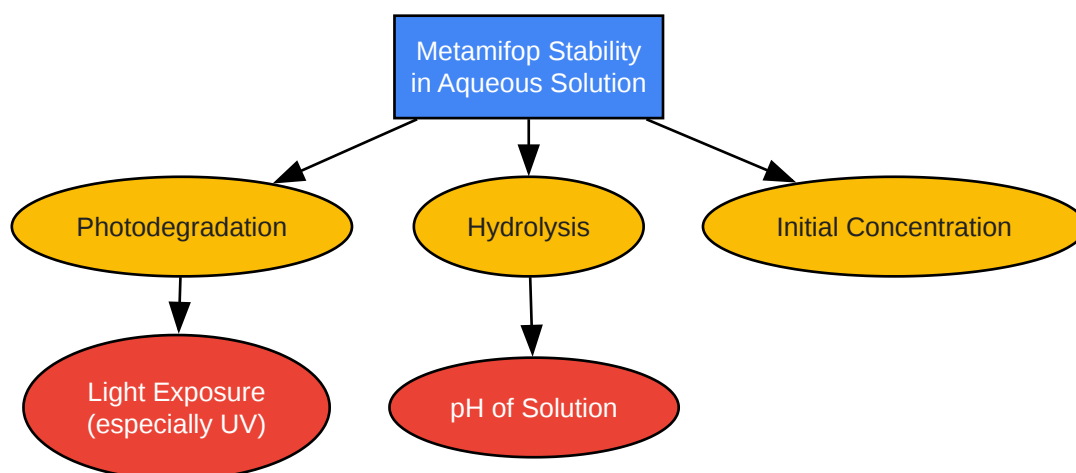 Metamifop Stability
in Aqueous Solution
Photodegradation
Hydrolysis
Initial Concentration
Light Exposure
(especially UV)
pH of Solution